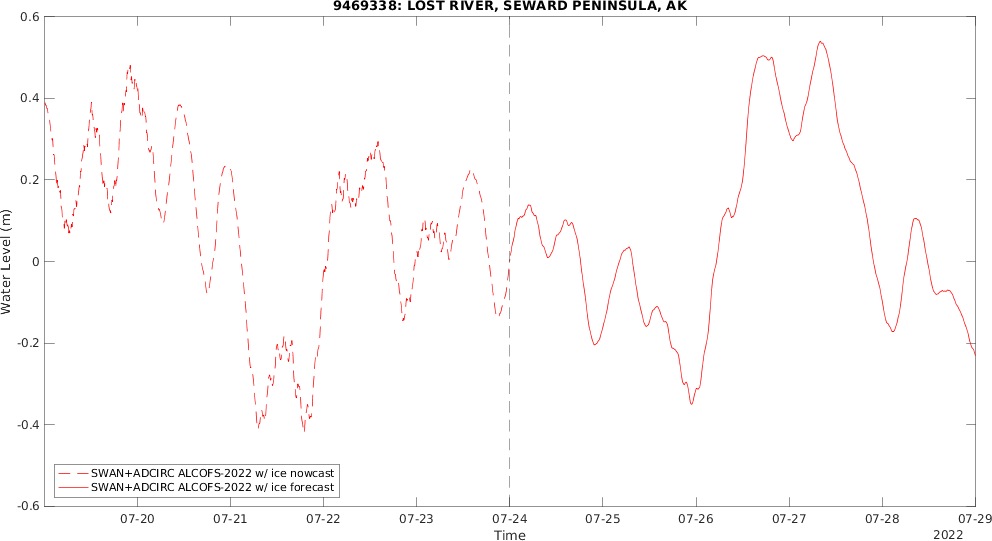 9469338: LOST RIVER, SEWARD PENINSULA, AK
0.6
0.4
0.2
0
-0.2
-0.4
-0.6
Water Level (m)
SWAN+ADCIRC ALCOFS-2022 w/ ice nowcast
SWAN+ADCIRC ALCOFS-2022 w/ ice forecast
07-20 07-21 07-22 07-23 07-24 07-25 07-26 07-27 07-28 07-29
Time
2022